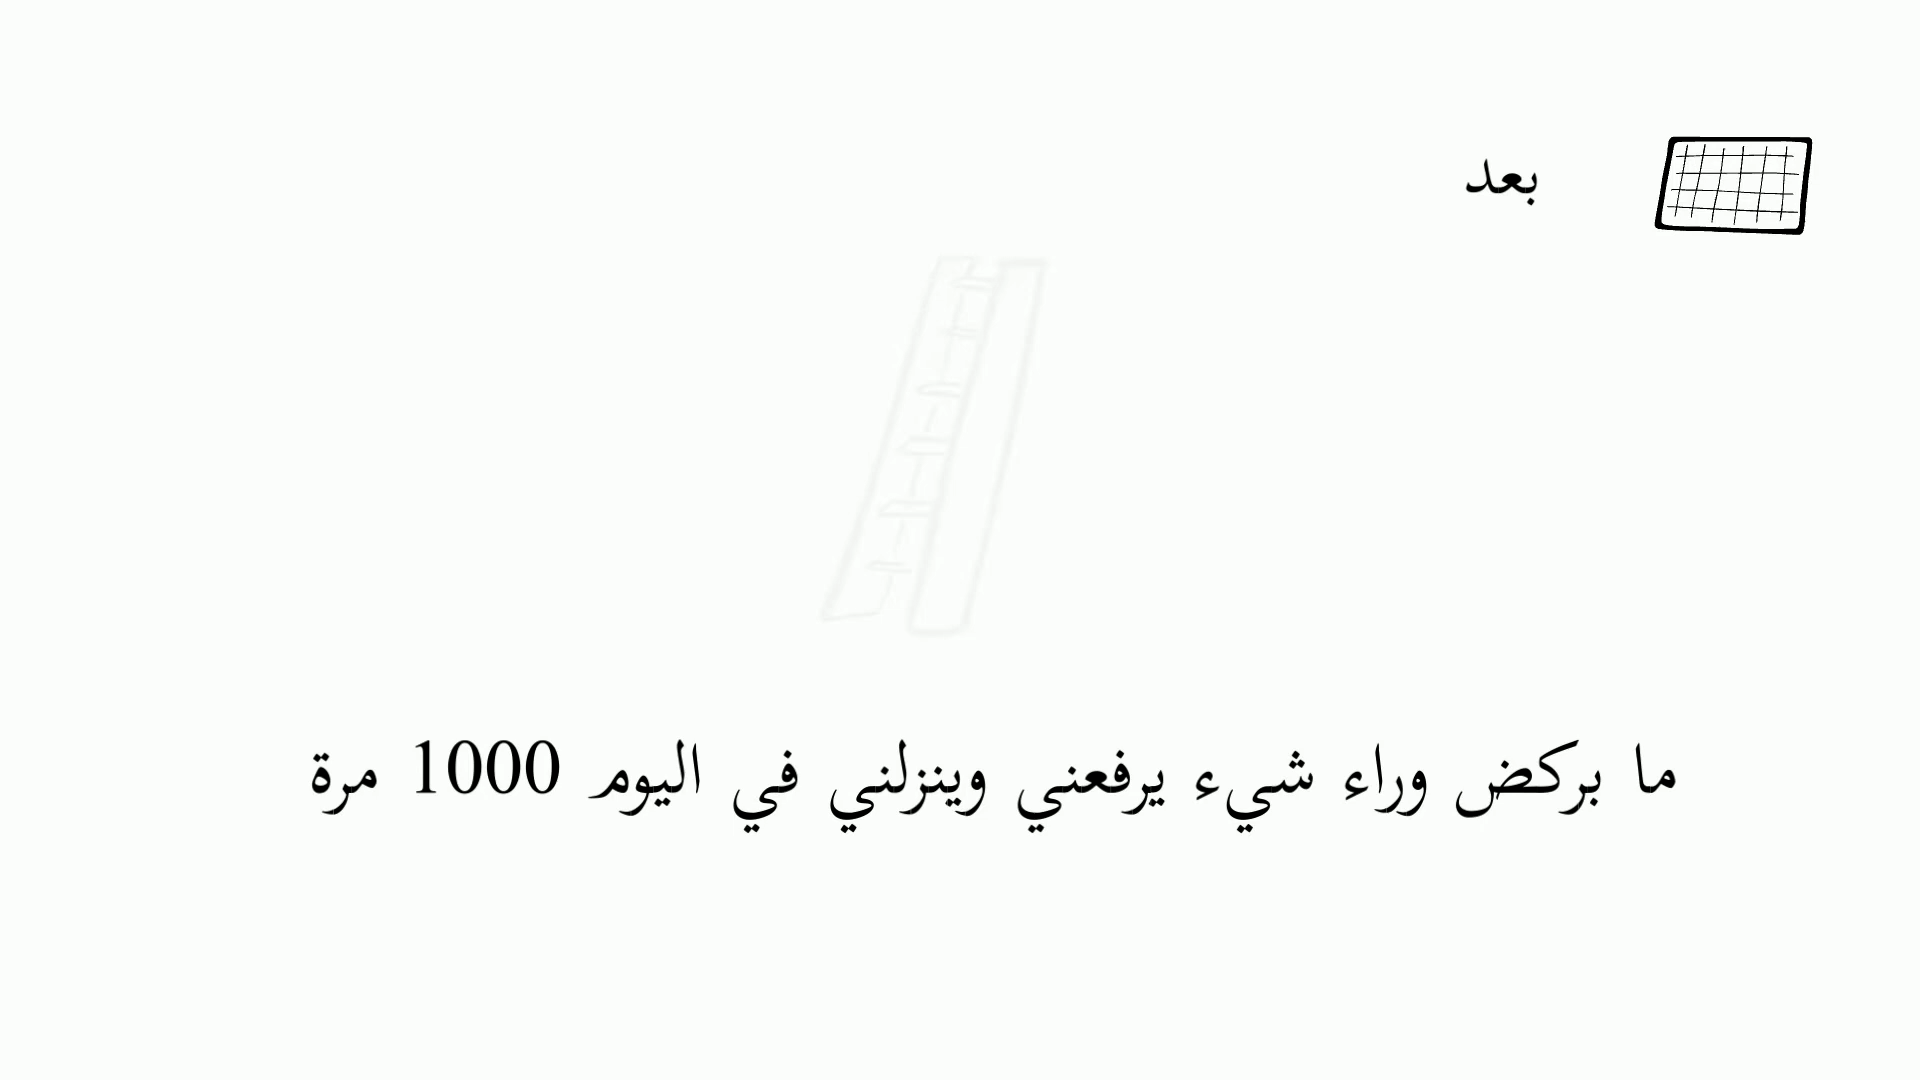 بعد
ما بركض وراء شيء يرفعني وينزلني في اليوم 1000 مرة